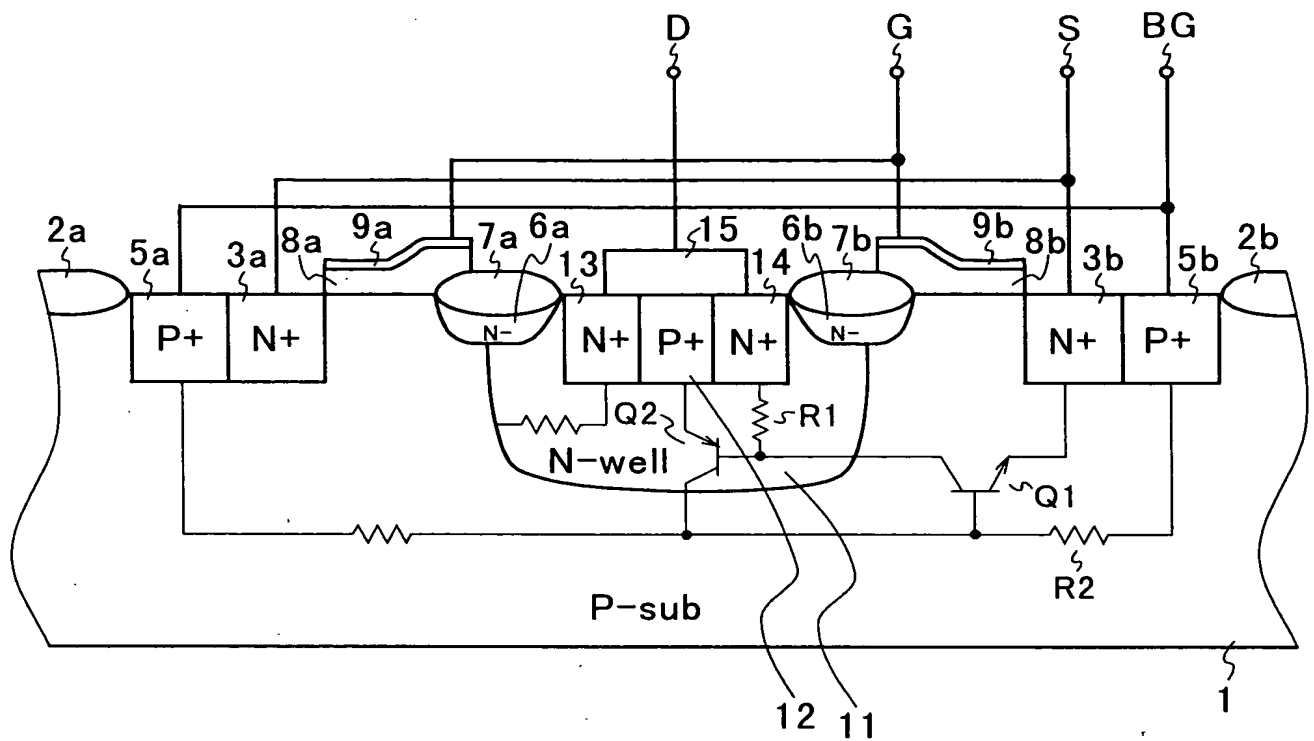 D G S BG
2a 5a 3a 8a 9a 7a 6a 13 15 6b 7b 14 9b 8b 3b 5b 2b
P+ N+ N- N+ P+ N+ N- N+ P+
Q2 R1
N-well Q1
R2
P-sub
12 11 1